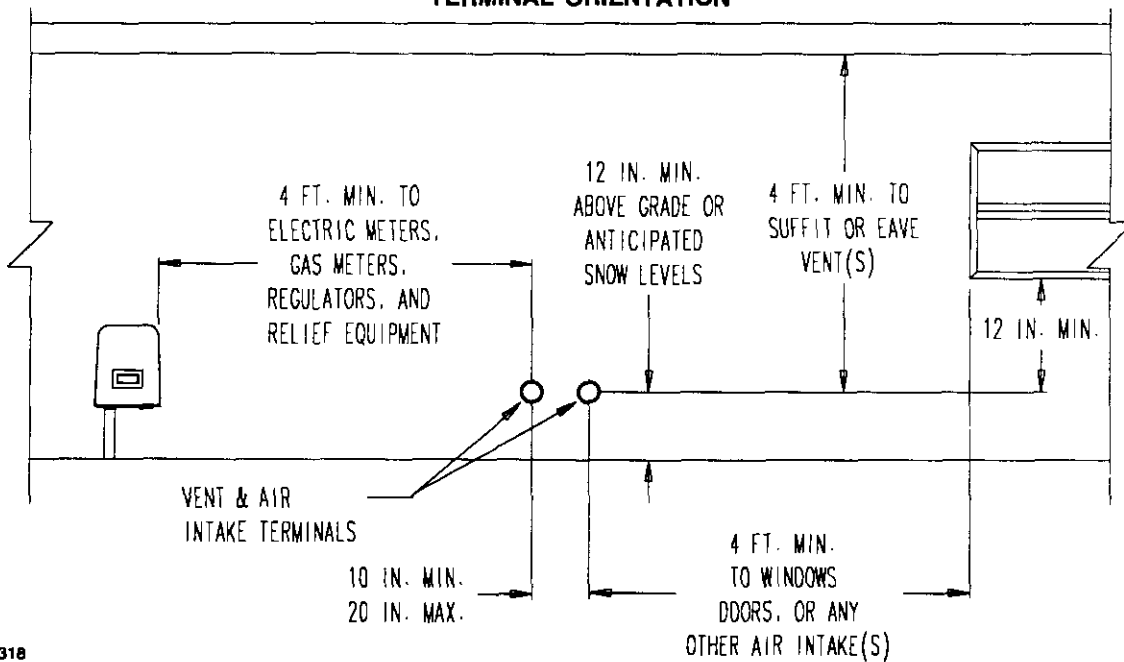 TERMINAL ORIENTATION
4 FT. MIN. TO
ELECTRIC METERS,
GAS METERS,
REGULATORS, AND
RELIEF EQUIPMENT
12 IN. MIN.
ABOVE GRADE OR
ANTICIPATED
SNOW LEVELS
4 FT. MIN. TO
SUFFIT OR EAVE
VENT(S)
12 IN. MIN.
VENT & AIR
INTAKE TERMINALS
10 IN. MIN.
20 IN. MAX.
4 FT. MIN.
TO WINDOWS
DOORS, OR ANY
OTHER AIR INTAKE(S)
318